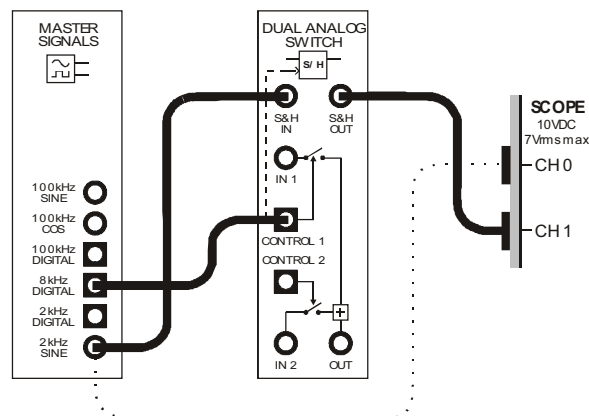 MASTER
SIGNALS
100kHz
SINE
100kHz
COS
100kHz
DIGITAL
8kHz
DIGITAL
2kHz
DIGITAL
2kHz
SINE
DUAL ANALOG
SWITCH
S/ H
S&H
IN
S&H
OUT
IN 1
CONTROL 1
CONTROL 2
+
IN 2
OUT
SCOPE
10VDC
7Vrms max
CH 0
CH 1